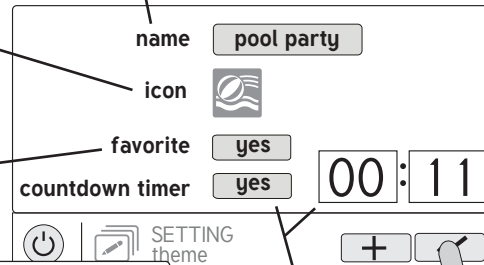 name pool party
icon
favorite yes
countdown timer yes 00:11
SETTING
theme
+